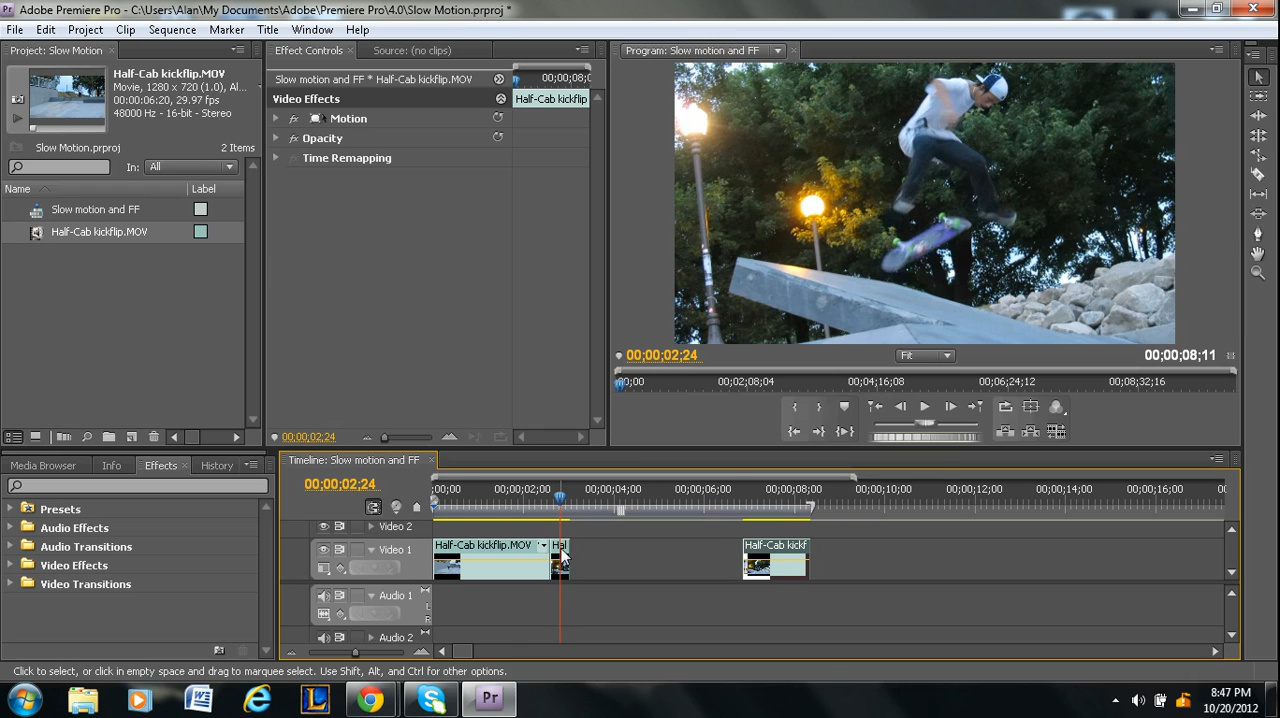 Adobe Premiere Pro - C:\Users\Alan\My Documents\Adobe\Premiere Pro\4.0\Slow Motion.prproj *
File Edit Project Clip Sequence Marker Title Window Help
Project: Slow Motion
Half-Cab kickflip.MOV
Movie, 1280 x 720 (1.0), Al...
00:00:06:20, 29.97 fps
48000 Hz - 16-bit - Stereo
Slow Motion.prproj 2 Items
In: All
Name Label
Slow motion and FF
Half-Cab kickflip.MOV
Effect Controls Source: (no clips)
Slow motion and FF * Half-Cab kickflip.MOV 00;00;08;0
Video Effects Half-Cab kickflip
Motion
Opacity
Time Remapping
00;00;02;24
Program: Slow motion and FF
00;00;02;24 Fit 00;00;08;11
00;00 00;02;08;04 00;04;16;08 00;06;24;12 00;08;32;16
Media Browser Info Effects History
Presets
Audio Effects
Audio Transitions
Video Effects
Video Transitions
Timeline: Slow motion and FF
00;00;02;24 ;00;00 00;00;02;00 00;00;04;00 00;00;06;00 00;00;08;00 00;00;10;00 00;00;12;00 00;00;14;00 00;00;16;00 00
Video 2
Video 1 Half-Cab kickflip.MOV Hal Half-Cab kickf
Audio 1
L
R
Audio 2
Click to select, or click in empty space and drag to marquee select. Use Shift, Alt, and Ctrl for other options.
Pr
8:47 PM
10/20/2012